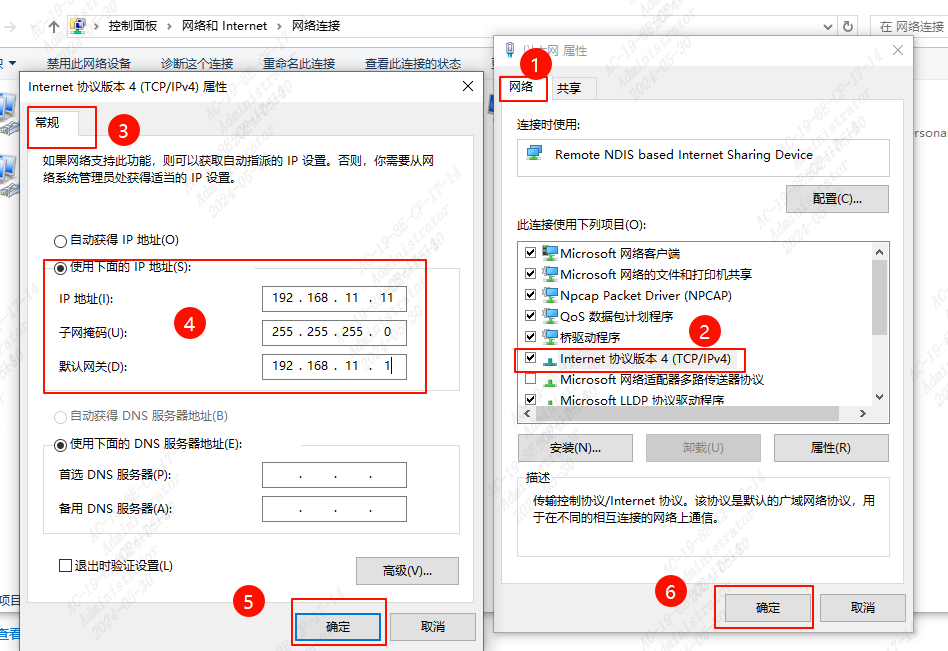 控制面板 > 网络和 Internet > 网络连接
在 网络连接
禁用此网络设备 诊断这个连接 重命名此连接 查看此连接的状态
Internet 协议版本 4 (TCP/IPv4) 属性
3
常规
如果网络支持此功能，则可以获取自动指派的 IP 设置。否则，你需要从网
络系统管理员处获得适当的 IP 设置。
自动获得 IP 地址(O)
使用下面的 IP 地址(S):
IP 地址(I): 192 . 168 . 11 . 11
4
子网掩码(U): 255 . 255 . 255 . 0
默认网关(D): 192 . 168 . 11 . 1
自动获得 DNS 服务器地址(B)
使用下面的 DNS 服务器地址(E):
首选 DNS 服务器(P): . . .
备用 DNS 服务器(A): . . .
退出时验证设置(L)
高级(V)...
5
确定 取消
网 属性
1
网络 共享
连接时使用:
Remote NDIS based Internet Sharing Device
配置(C)...
此连接使用下列项目(O):
Microsoft 网络客户端
Microsoft 网络的文件和打印机共享
Npcap Packet Driver (NPCAP)
QoS 数据包计划程序
2
桥驱动程序
Internet 协议版本 4 (TCP/IPv4)
Microsoft 网络适配器多路传送器协议
Microsoft LLDP 协议驱动程序
安装(N)... 卸载(U) 属性(R)
描述
传输控制协议/Internet 协议。该协议是默认的广域网络协议，用
于在不同的相互连接的网络上通信。
6
确定 取消
ersona
项目
查看
AC-19-8E-CF-17-14
Administrator
2024-05-30